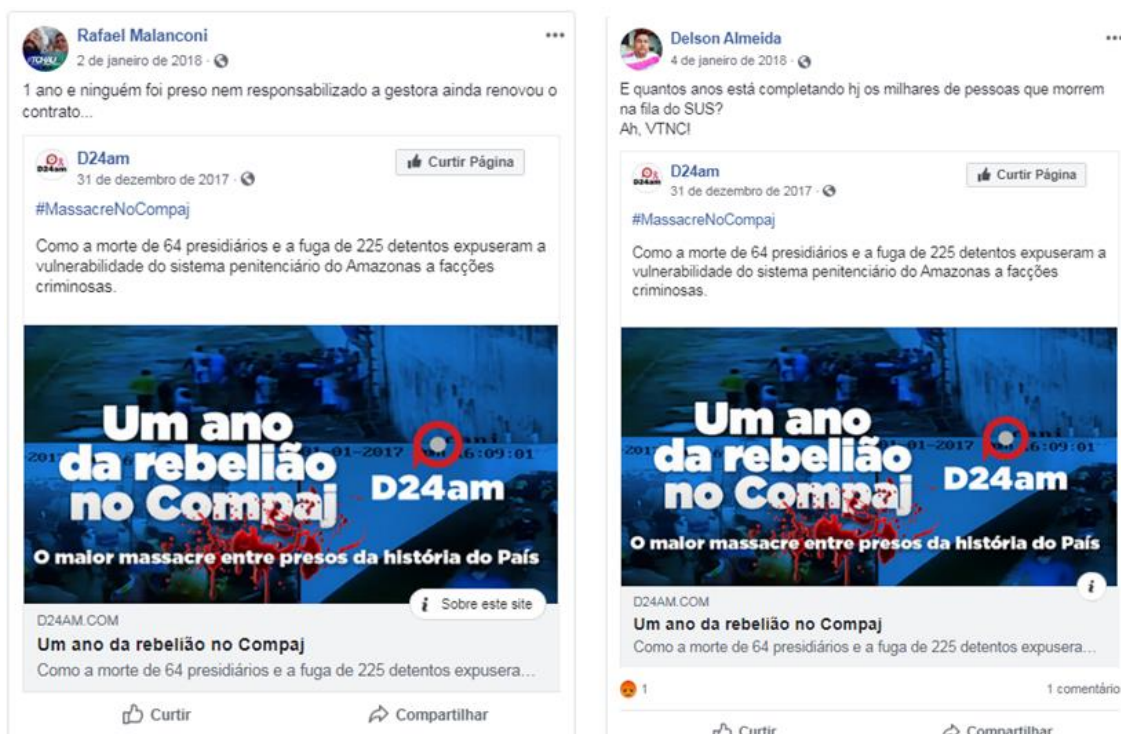 Rafael Malanconi
2 de janeiro de 2018
1 ano e ninguém foi preso nem responsabilizado a gestora ainda renovou o
contrato...
D24am
31 de dezembro de 2017
Curtir Página
#MassacreNoCompaj
Como a morte de 64 presidiários e a fuga de 225 detentos expuseram a
vulnerabilidade do sistema penitenciário do Amazonas a facções
criminosas.
Um ano
da rebelião
no Compaj
D24am
O maior massacre entre presos da história do País
Sobre este site
D24AM.COM
Um ano da rebelião no Compaj
Como a morte de 64 presidiários e a fuga de 225 detentos expusera...
Curtir
Compartilhar
Delson Almeida
4 de janeiro de 2018
E quantos anos está completando hj os milhares de pessoas que morrem
na fila do SUS?
Ah, VTNC!
D24am
31 de dezembro de 2017
Curtir Página
#MassacreNoCompaj
Como a morte de 64 presidiários e a fuga de 225 detentos expuseram a
vulnerabilidade do sistema penitenciário do Amazonas a facções
criminosas.
Um ano
da rebelião
no Compaj
D24am
O maior massacre entre presos da história do País
D24AM.COM
Um ano da rebelião no Compaj
Como a morte de 64 presidiários e a fuga de 225 detentos expusera...
1
1 comentário
Curtir
Compartilhar